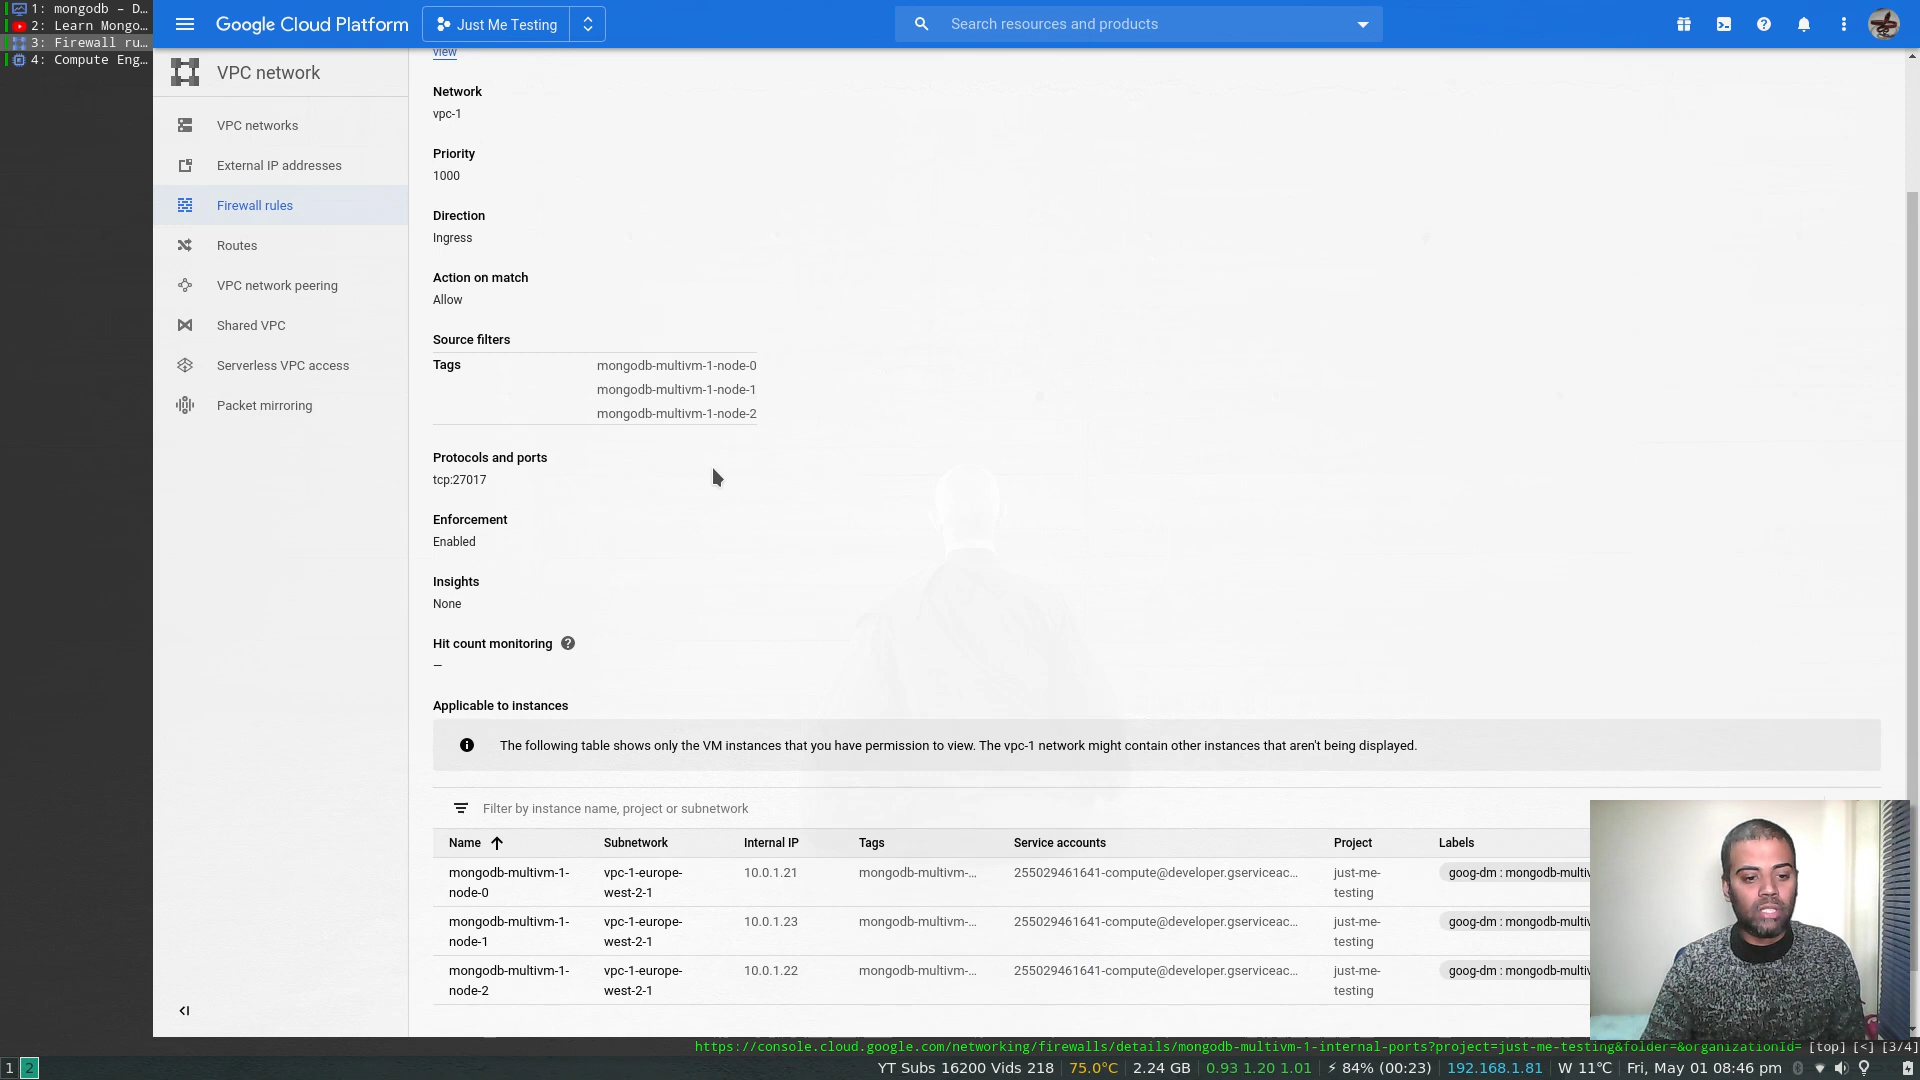 1: mongodb – D…
2: Learn Mongo…
3: Firewall ru…
4: Compute Eng…
Google Cloud Platform
Just Me Testing
Search resources and products
VPC network
VPC networks
External IP addresses
Firewall rules
Routes
VPC network peering
Shared VPC
Serverless VPC access
Packet mirroring
view
Network
vpc-1
Priority
1000
Direction
Ingress
Action on match
Allow
Source filters
Tags mongodb-multivm-1-node-0
mongodb-multivm-1-node-1
mongodb-multivm-1-node-2
Protocols and ports
tcp:27017
Enforcement
Enabled
Insights
None
Hit count monitoring
—
Applicable to instances
The following table shows only the VM instances that you have permission to view. The vpc-1 network might contain other instances that aren't being displayed.
Filter by instance name, project or subnetwork
Name Subnetwork Internal IP Tags Service accounts Project Labels
mongodb-multivm-1- vpc-1-europe- 10.0.1.21 mongodb-multivm-… 255029461641-compute@developer.gserviceac… just-me- goog-dm : mongodb-multiv
node-0 west-2-1 testing
mongodb-multivm-1- vpc-1-europe- 10.0.1.23 mongodb-multivm-… 255029461641-compute@developer.gserviceac… just-me- goog-dm : mongodb-multiv
node-1 west-2-1 testing
mongodb-multivm-1- vpc-1-europe- 10.0.1.22 mongodb-multivm-… 255029461641-compute@developer.gserviceac… just-me- goog-dm : mongodb-multiv
node-2 west-2-1 testing
https://console.cloud.google.com/networking/firewalls/details/mongodb-multivm-1-internal-ports?project=just-me-testing&folder=&organizationId= [top] [<] [3/4]
1 2 YT Subs 16200 Vids 218 75.0°C 2.24 GB 0.93 1.20 1.01 ⚡ 84% (00:23) 192.168.1.81 W 11℃ Fri, May 01 08:46 pm